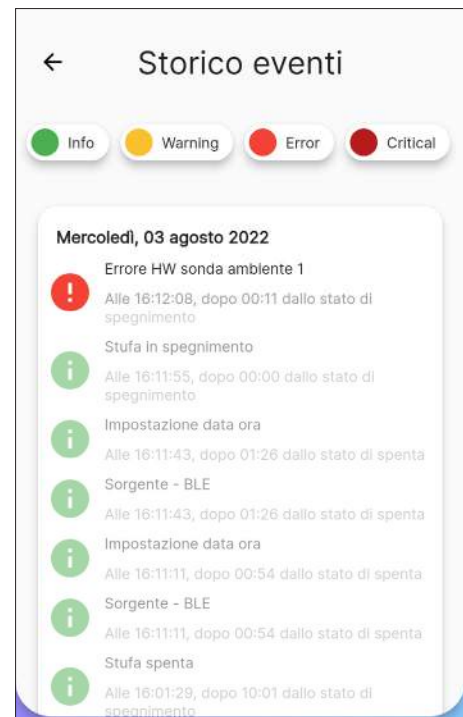 Storico eventi
Info
Warning
Error
Critical
Mercoledì, 03 agosto 2022
Errore HW sonda ambiente 1
Alle 16:12:08, dopo 00:11 dallo stato di
spegnimento
Stufa in spegnimento
Alle 16:11:55, dopo 00:00 dallo stato di
spegnimento
Impostazione data ora
Alle 16:11:43, dopo 01:26 dallo stato di spenta
Sorgente - BLE
Alle 16:11:43, dopo 01:26 dallo stato di spenta
Impostazione data ora
Alle 16:11:11, dopo 00:54 dallo stato di spenta
Sorgente - BLE
Alle 16:11:11, dopo 00:54 dallo stato di spenta
Stufa spenta
Alle 16:01:29, dopo 10:01 dallo stato di
spegnimento